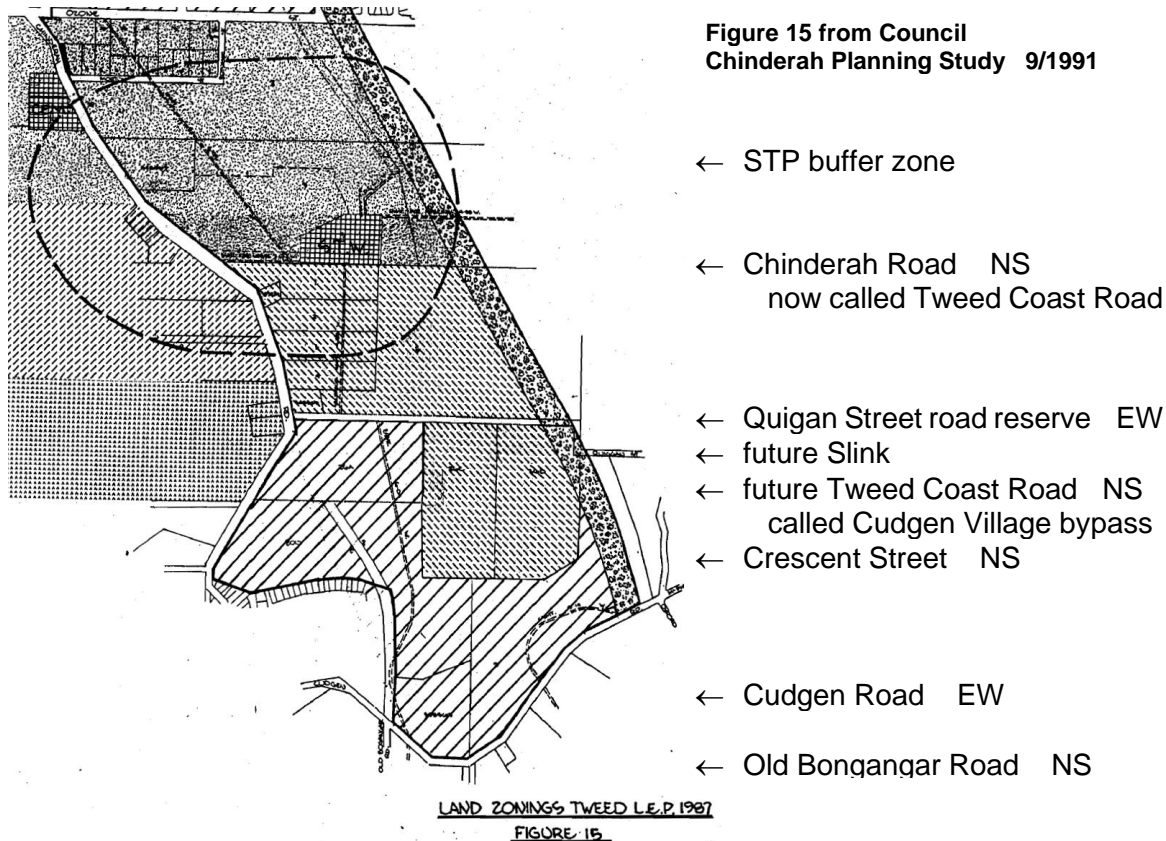 Figure 15 from Council
Chinderah Planning Study 9/1991
← STP buffer zone
← Chinderah Road NS
now called Tweed Coast Road
← Quigan Street road reserve EW
← future Slink
← future Tweed Coast Road NS
called Cudgen Village bypass
← Crescent Street NS
← Cudgen Road EW
← Old Bongangar Road NS
CUDGEN
LAND ZONINGS TWEED L.E.P. 1987
FIGURE 15